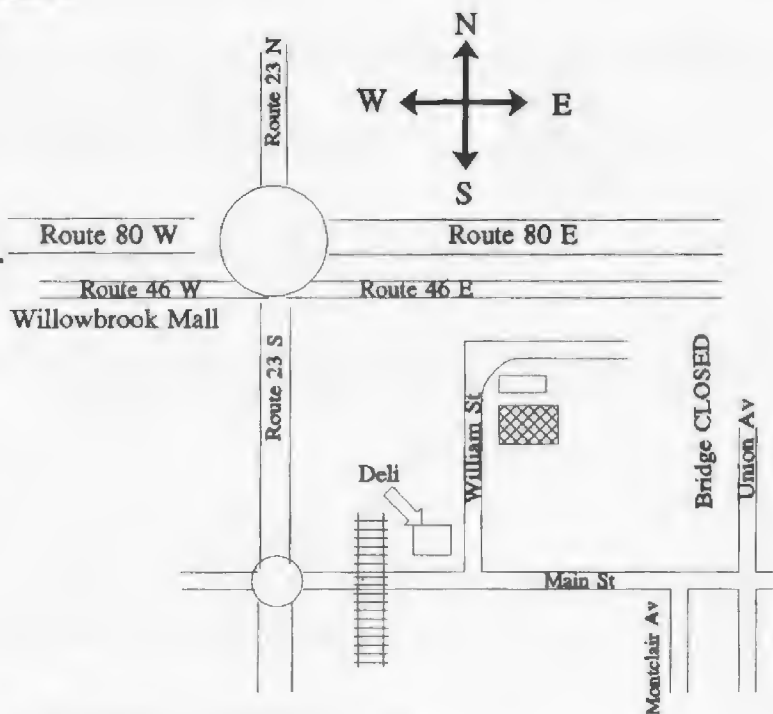 N
W E
S
Route 23 N
Route 80 W
Route 80 E
Route 46 W
Route 46 E
Willowbrook Mall
Route 23 S
William St
Bridge CLOSED
Union Av
Deli
Main St
Montclair Av